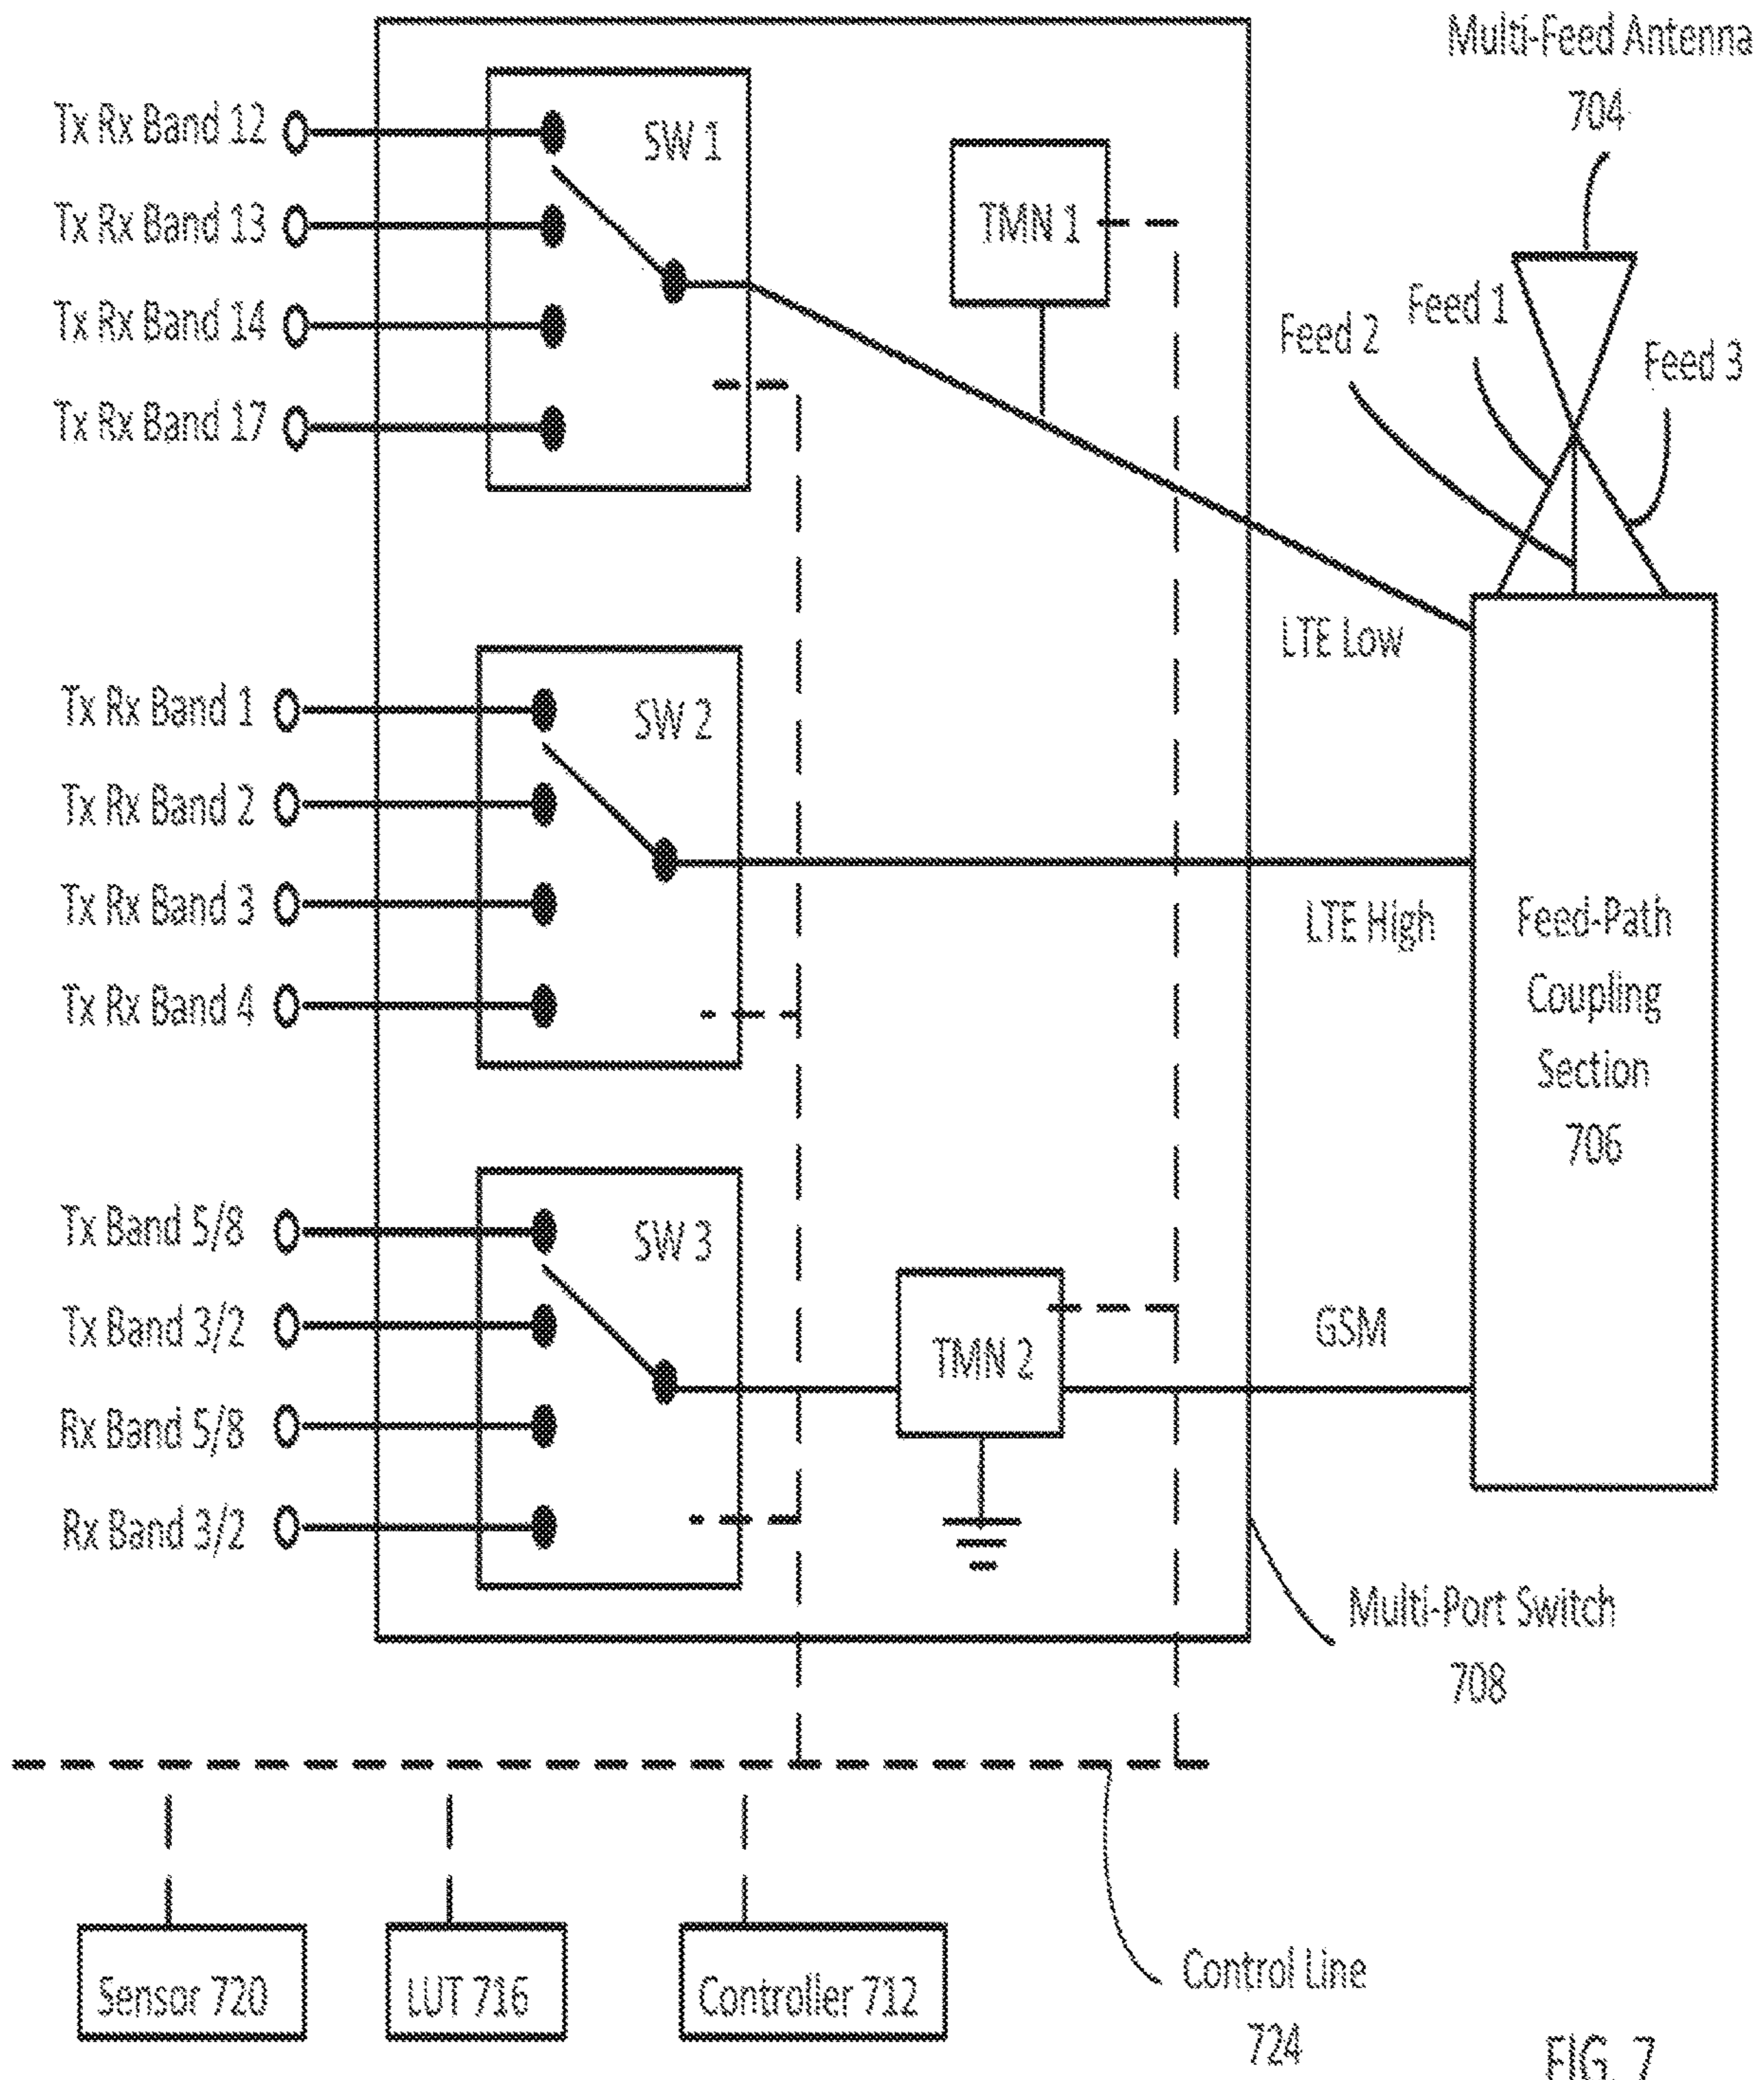 Multi-Feed Antenna
704
Tx Rx Band 12
SW 1
Tx Rx Band 13
TMN 1
Feed 1
Feed 2
Tx Rx Band 14
Feed 3
Tx Rx Band 17
LTE Low
Tx Rx Band 1
SW 2
Tx Rx Band 2
Tx Rx Band 3
LTE High
Feed-Path
Coupling
Section
706
Tx Rx Band 4
Tx Band 5/8
SW 3
Tx Band 3/2
GSM
TMN 2
Rx Band 5/8
Rx Band 3/2
Multi-Port Switch
708
Sensor 720
LUT 716
Controller 712
Control Line
724
FIG. 7